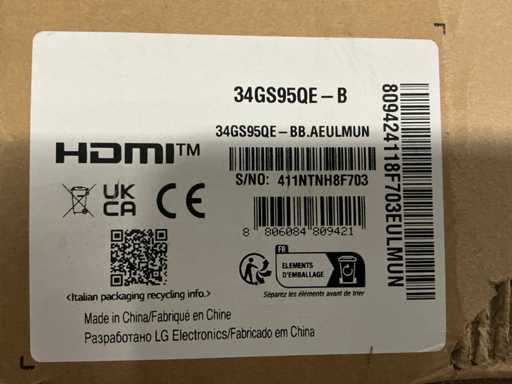 34GS95QE-B
34GS95QE-BB.AEULMUN
HDMI™
S/NO: 411NTNH8F703
UK
CA
CE
8 806084 809421
FR
ELEMENTS
D'EMBALLAGE
Séparez les éléments avant de trier
<Italian packaging recycling info.>
Made in China/Fabriqué en Chine
Разработано LG Electronics/Fabricado em China
809424118F703EULMUN